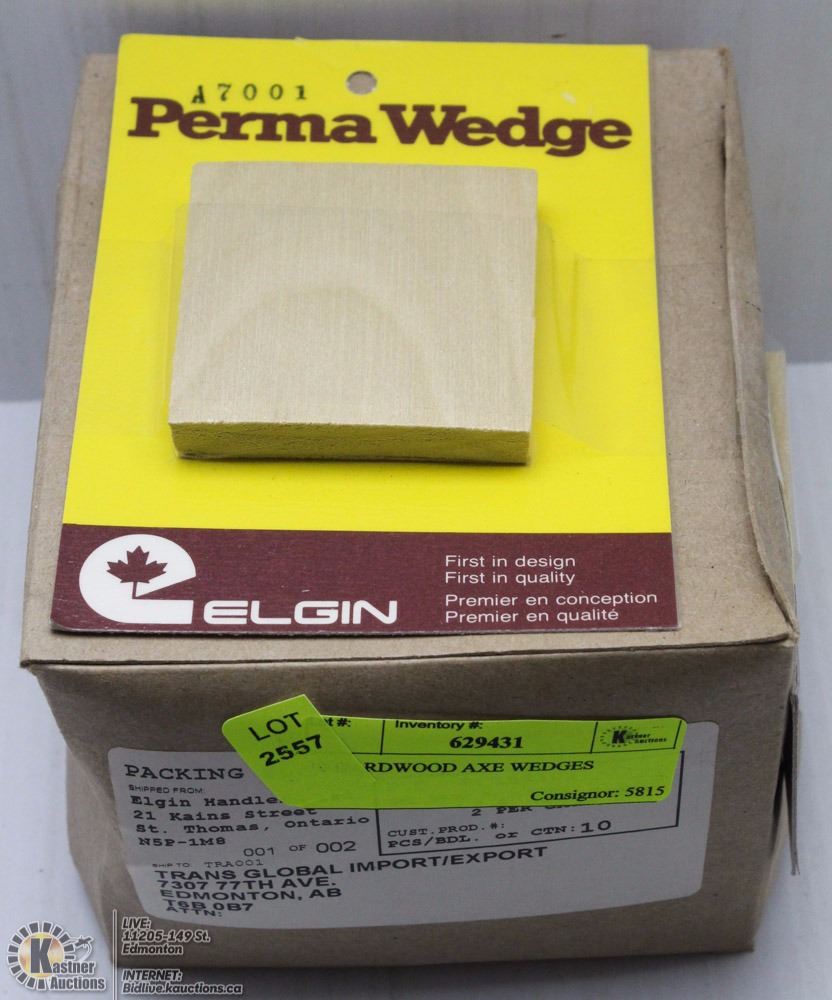 A7001
Perma Wedge
ELGIN
First in design
First in quality
Premier en conception
Premier en qualité
LOT
2557
Inventory #:
629431
Kastner
Auctions
AXE WEDGES
Consignor: 5815
PACKING
SHIPPED FROM:
Elgin
21 Kains Street
St. Thomas, Ontario
N5P-1M8
001 OF 002
2 PER
CUST.PROD.#:
PCS/BDL. or CTN: 10
SHIP TO: TRA001
TRANS GLOBAL IMPORT/EXPORT
7307 77TH AVE.
EDMONTON, AB
T6B 0B7
ATTN:
Kastner
Auctions
LIVE:
11205-149 St.
Edmonton
INTERNET:
Bidlive.kauctions.ca